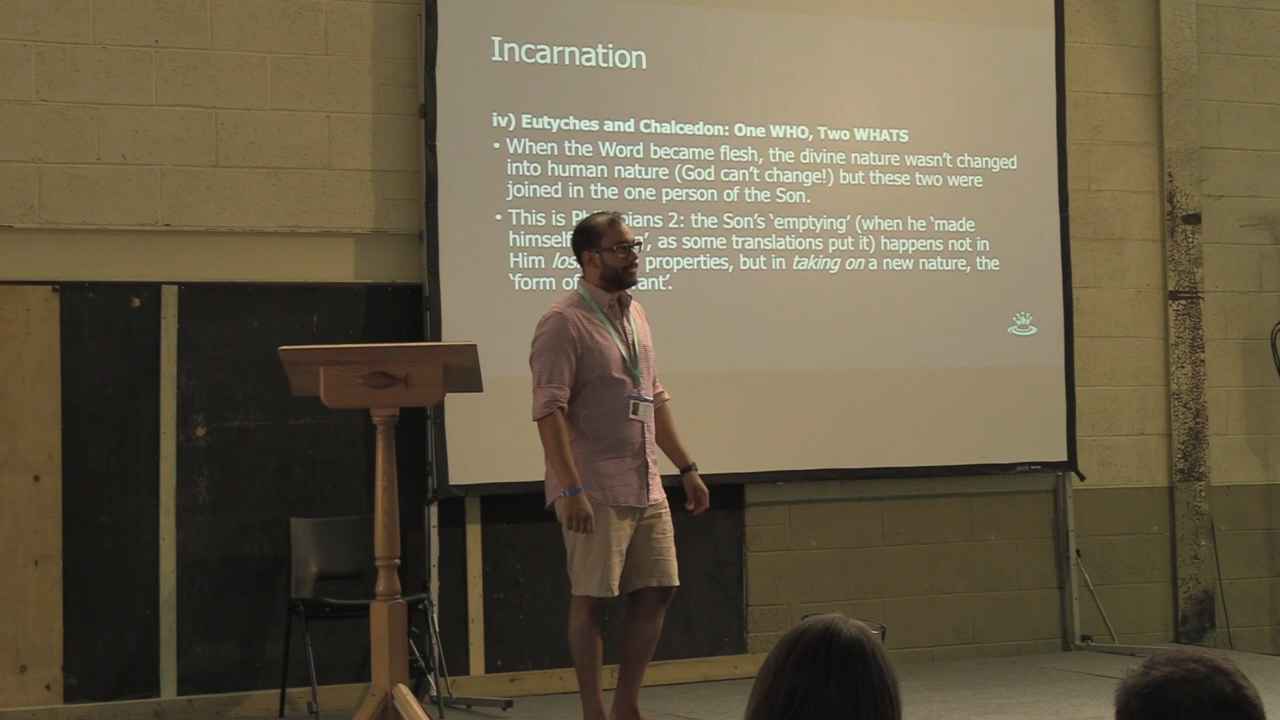 Incarnation
iv) Eutyches and Chalcedon: One WHO, Two WHATS
• When the Word became flesh, the divine nature wasn't changed
into human nature (God can't change!) but these two were
joined in the one person of the Son.
• This is 2: the Son's 'emptying' (when he 'made
himself as some translations put it) happens not in
Him properties, but in taking on a new nature, the
'form of